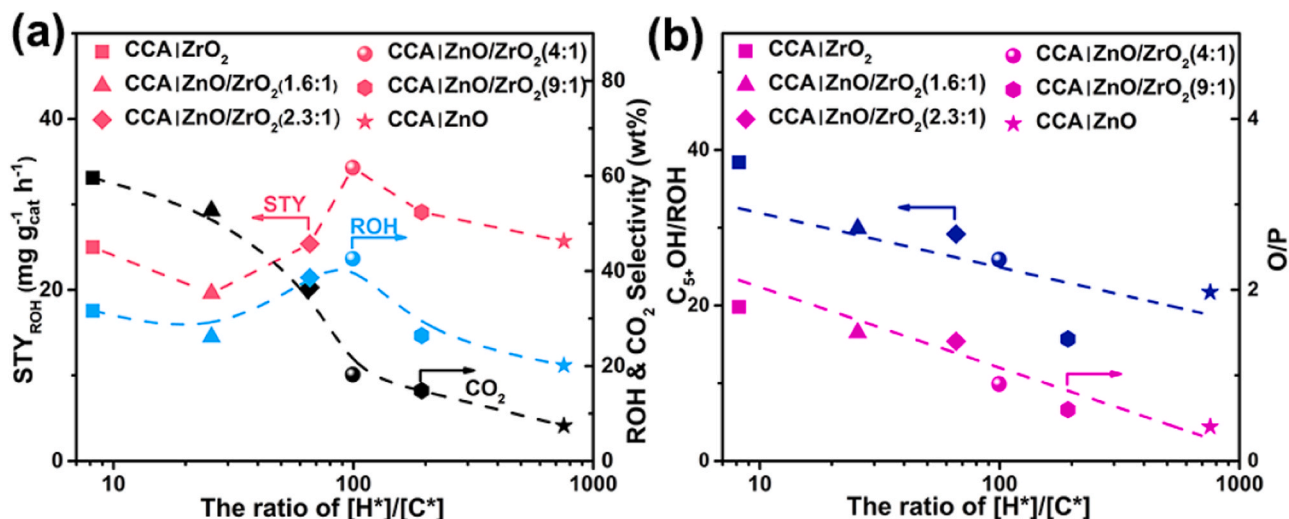 (a)
CCA|ZrO₂
CCA|ZnO/ZrO₂(1.6:1)
CCA|ZnO/ZrO₂(2.3:1)
CCA|ZnO/ZrO₂(4:1)
CCA|ZnO/ZrO₂(9:1)
CCA|ZnO
STY
ROH
CO₂
STY_ROH (mg g⁻¹_cat h⁻¹)
0
20
40
ROH & CO₂ Selectivity (wt%)
0
20
40
60
80
10
100
1000
The ratio of [H*]/[C*]
(b)
CCA|ZrO₂
CCA|ZnO/ZrO₂(1.6:1)
CCA|ZnO/ZrO₂(2.3:1)
CCA|ZnO/ZrO₂(4:1)
CCA|ZnO/ZrO₂(9:1)
CCA|ZnO
C₅₊ OH/ROH
0
20
40
O/P
0
2
4
10
100
1000
The ratio of [H*]/[C*]